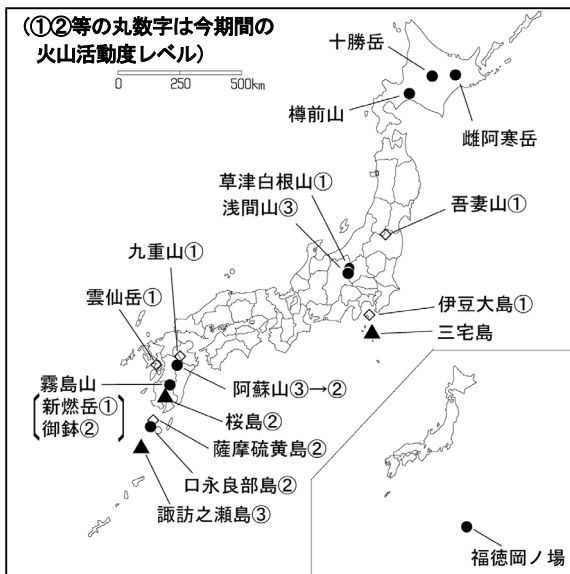 (①②等の丸数字は今期間の
火山活動度レベル)
0 250 500km
十勝岳
樽前山
雌阿寒岳
草津白根山①
浅間山③
吾妻山①
九重山①
雲仙岳①
伊豆大島①
三宅島
霧島山
新燃岳①
御鉢②
阿蘇山③→②
桜島②
薩摩硫黄島②
口永良部島②
諏訪之瀬島③
福徳岡ノ場